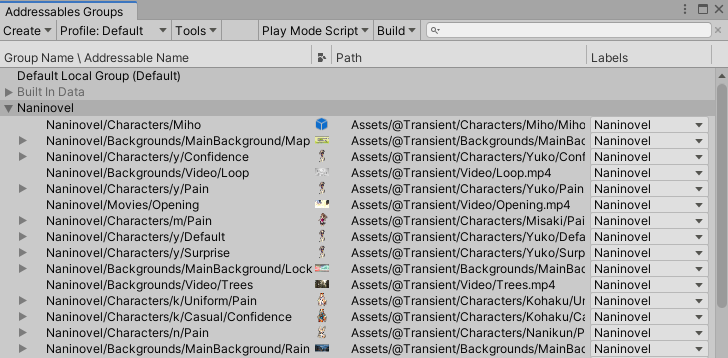 Addressables Groups
Create Profile: Default Tools Play Mode Script Build
Group Name \ Addressable Name Path Labels
Default Local Group (Default)
Built In Data
Naninovel
Naninovel/Characters/Miho Assets/@Transient/Characters/Miho/Miho Naninovel
Naninovel/Backgrounds/MainBackground/Map Assets/@Transient/Backgrounds/MainBac Naninovel
Naninovel/Characters/y/Confidence Assets/@Transient/Characters/Yuko/Conf Naninovel
Naninovel/Backgrounds/Video/Loop Assets/@Transient/Video/Loop.mp4 Naninovel
Naninovel/Characters/y/Pain Assets/@Transient/Characters/Yuko/Pain Naninovel
Naninovel/Movies/Opening Assets/@Transient/Video/Opening.mp4 Naninovel
Naninovel/Characters/m/Pain Assets/@Transient/Characters/Misaki/Pai Naninovel
Naninovel/Characters/y/Default Assets/@Transient/Characters/Yuko/Defa Naninovel
Naninovel/Characters/y/Surprise Assets/@Transient/Characters/Yuko/Surp Naninovel
Naninovel/Backgrounds/MainBackground/Lock Assets/@Transient/Backgrounds/MainBac Naninovel
Naninovel/Backgrounds/Video/Trees Assets/@Transient/Video/Trees.mp4 Naninovel
Naninovel/Characters/k/Uniform/Pain Assets/@Transient/Characters/Kohaku/Un Naninovel
Naninovel/Characters/k/Casual/Confidence Assets/@Transient/Characters/Kohaku/Ca Naninovel
Naninovel/Characters/n/Pain Assets/@Transient/Characters/Nanikun/P Naninovel
Naninovel/Backgrounds/MainBackground/Rain Assets/@Transient/Backgrounds/MainBac Naninovel